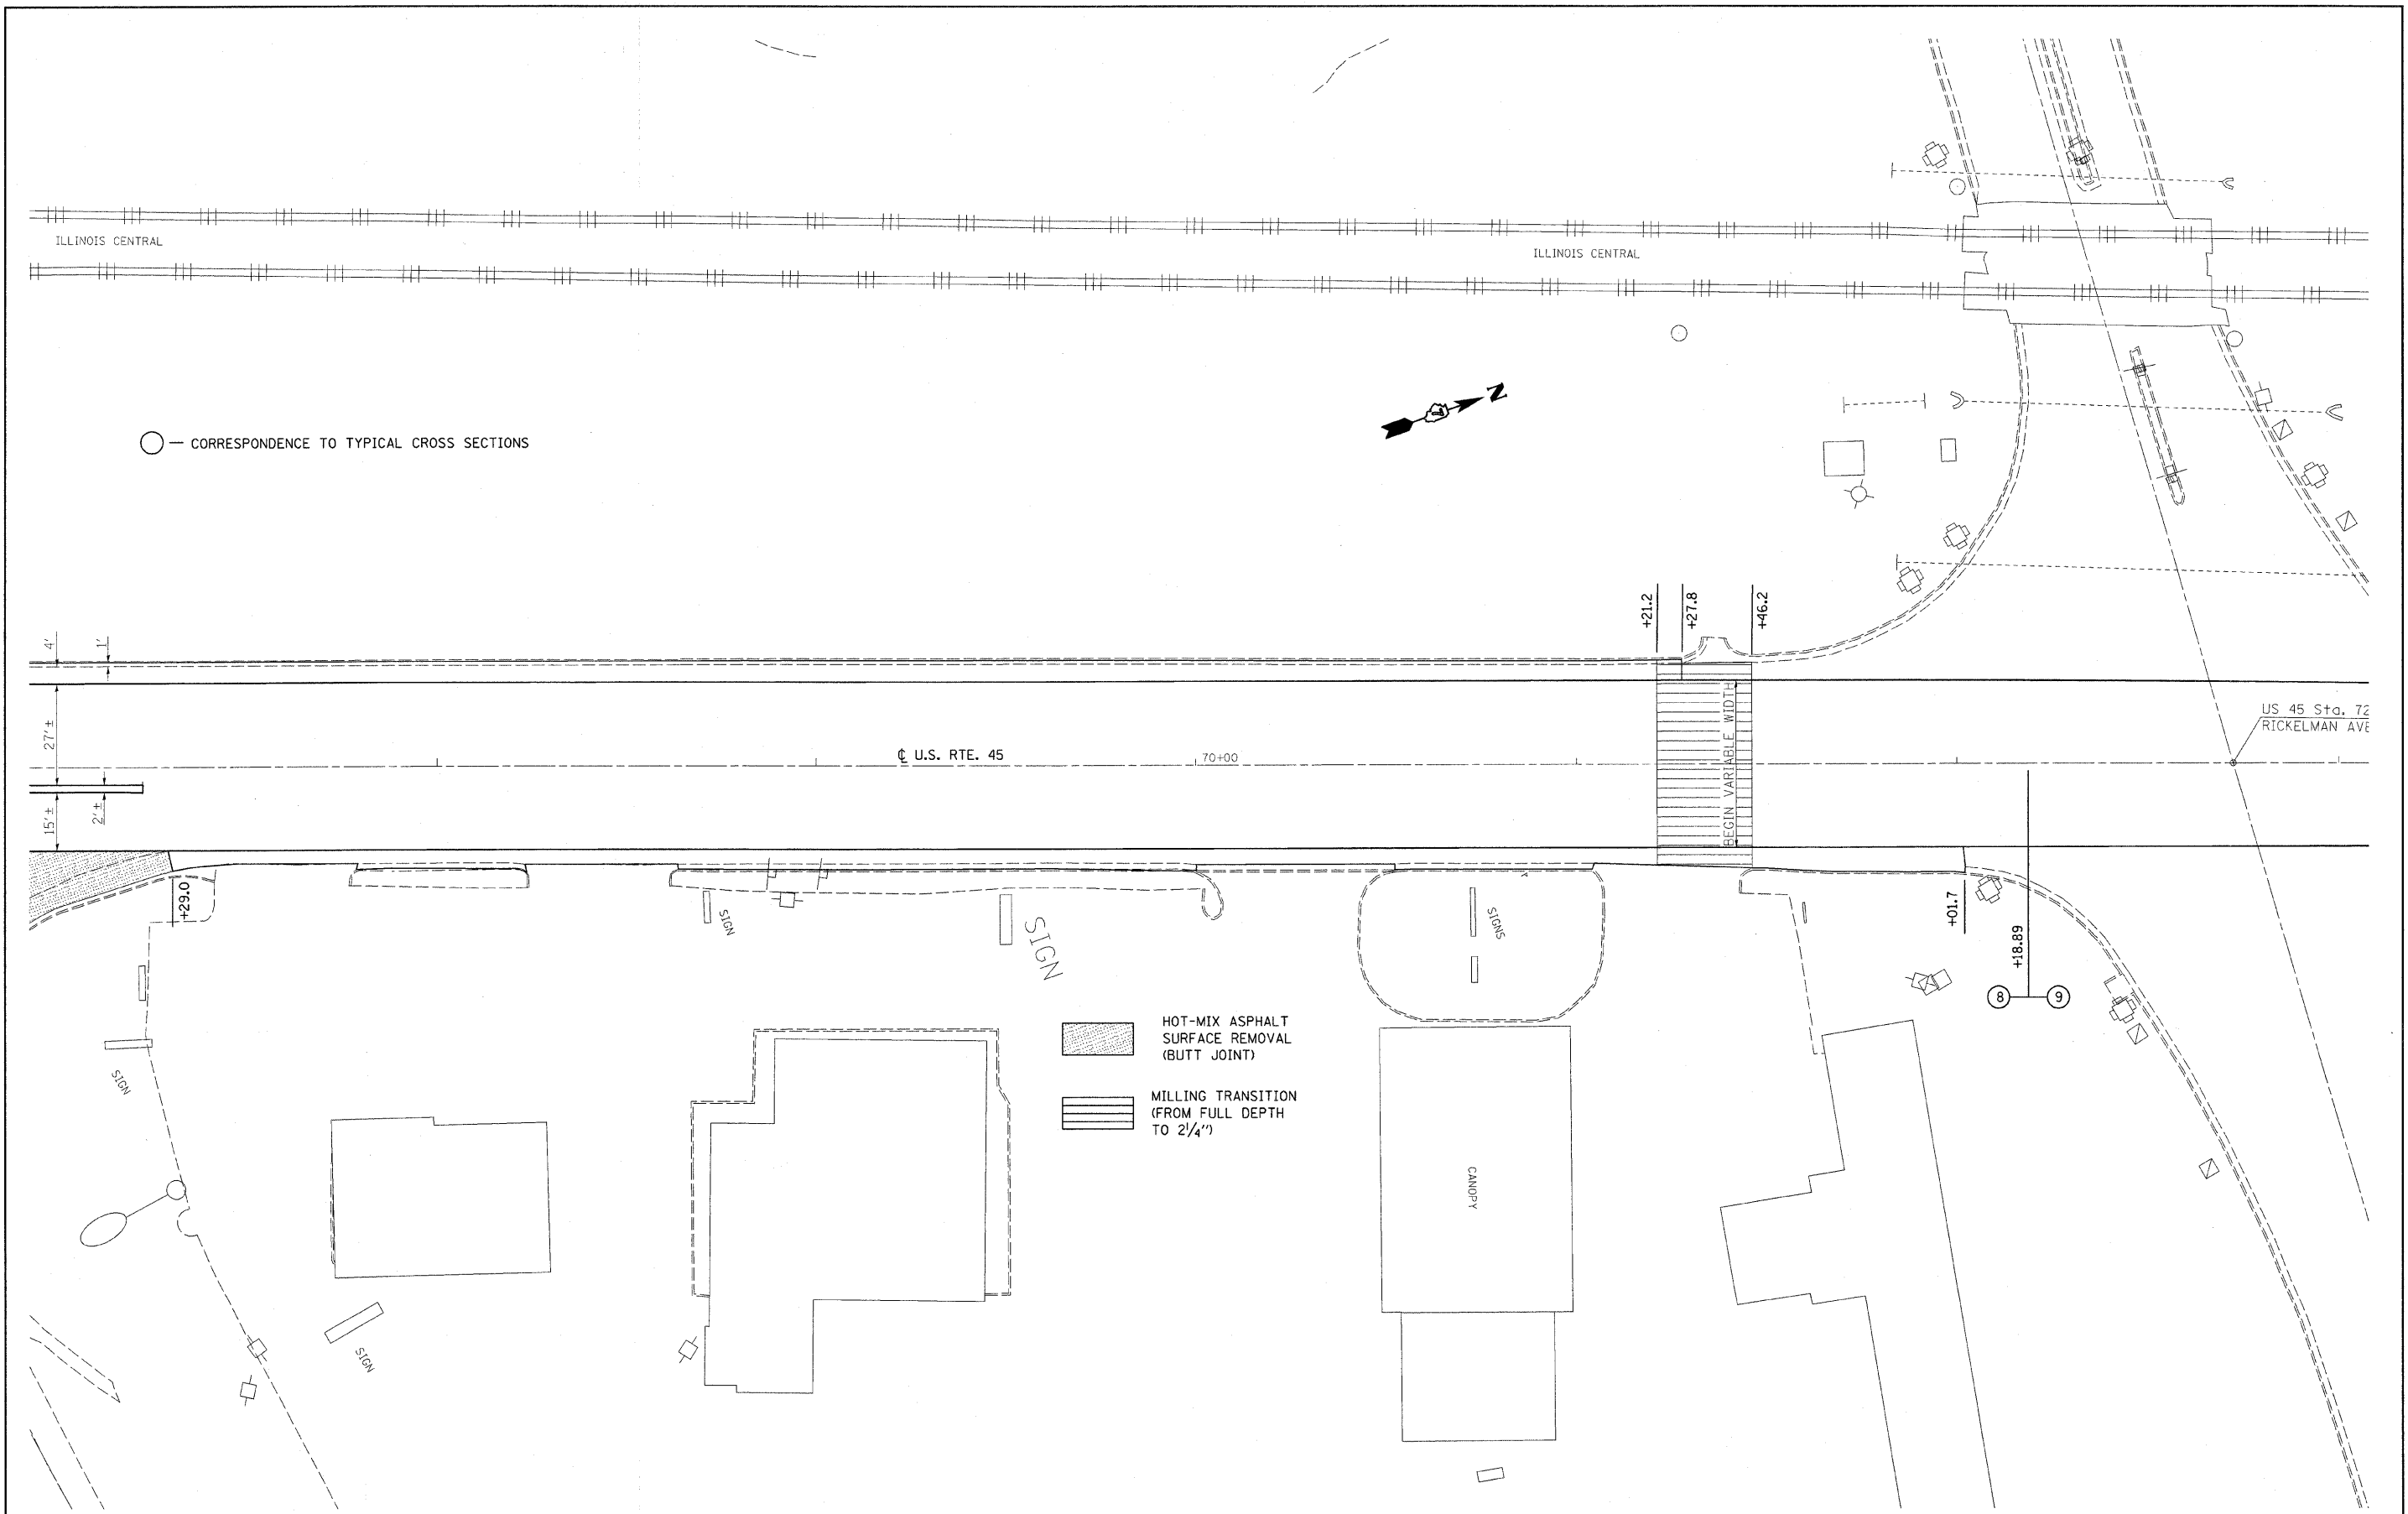 ILLINOIS CENTRAL
ILLINOIS CENTRAL
N
— CORRESPONDENCE TO TYPICAL CROSS SECTIONS
+21.2
+27.8
+46.2
4'
1'
27'±
15'±
2'±
℄ U.S. RTE. 45
70+00
BEGIN VARIABLE WIDTH
US 45 Sta. 72
RICKELMAN AVE
+29.0
SIGN
SIGN
SIGNS
+01.7
+18.89
8
9
SIGN
HOT-MIX ASPHALT
SURFACE REMOVAL
(BUTT JOINT)
MILLING TRANSITION
(FROM FULL DEPTH
TO 2 1/4")
CANOPY
SIGN